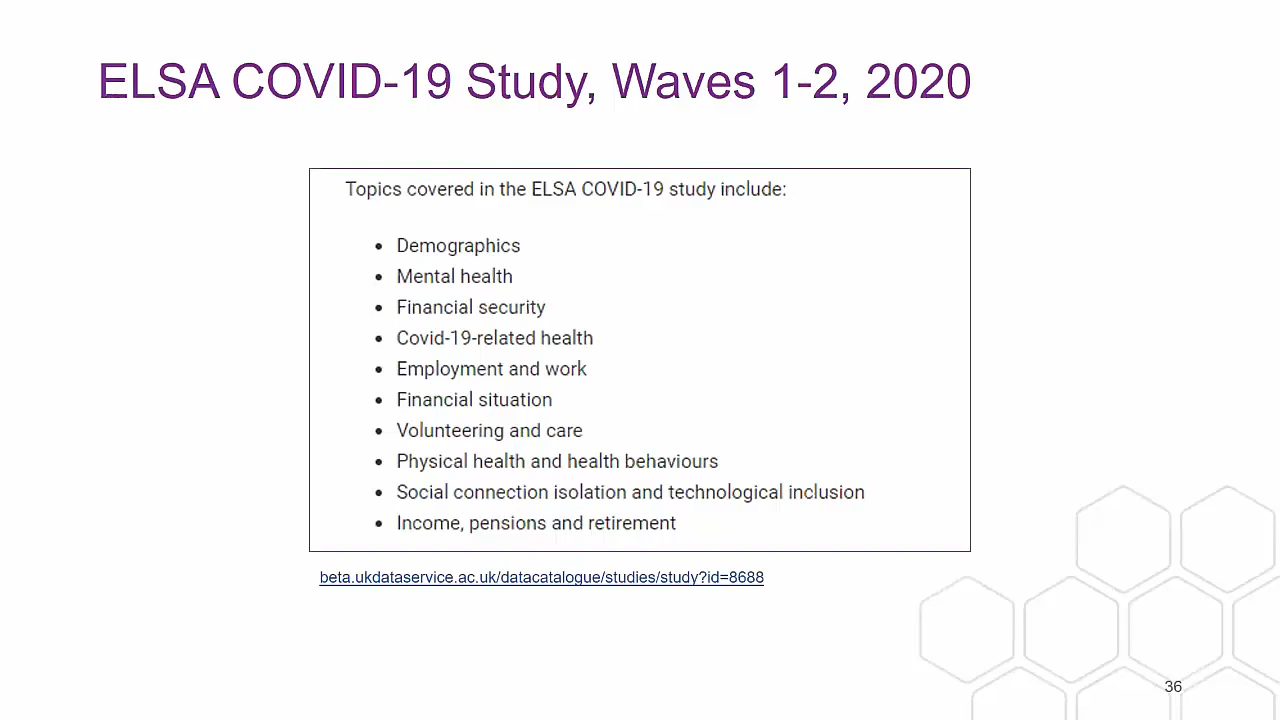 ELSA COVID-19 Study, Waves 1-2, 2020
Topics covered in the ELSA COVID-19 study include:
• Demographics
• Mental health
• Financial security
• Covid-19-related health
• Employment and work
• Financial situation
• Volunteering and care
• Physical health and health behaviours
• Social connection isolation and technological inclusion
• Income, pensions and retirement
beta.ukdataservice.ac.uk/datacatalogue/studies/study?id=8688
36